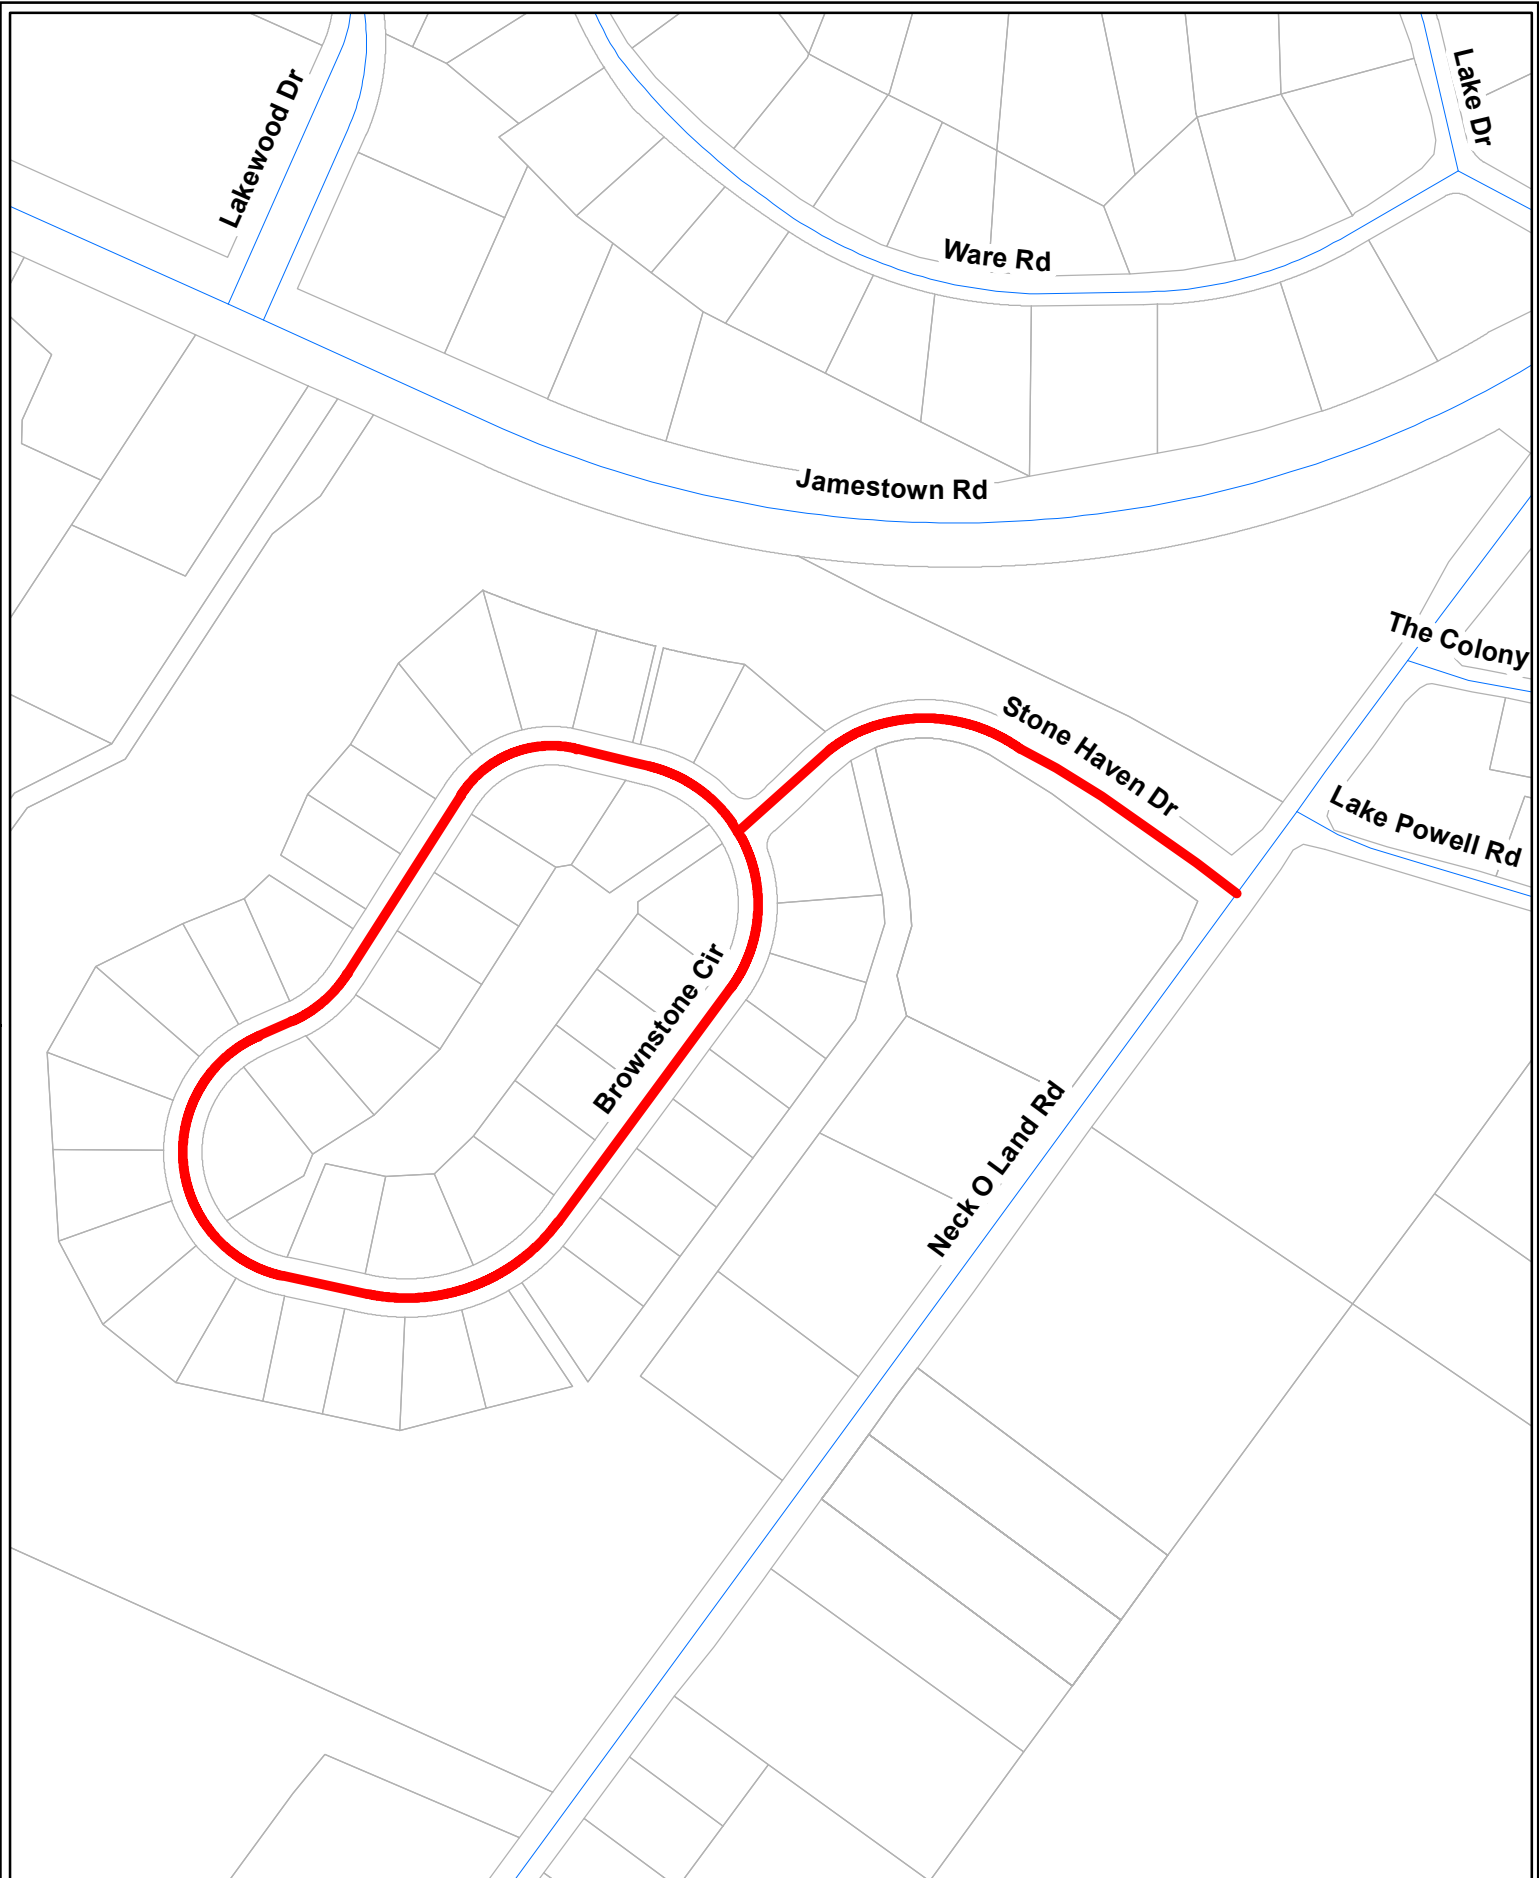 Lakewood Dr
Lake Dr
Ware Rd
Jamestown Rd
The Colony
Stone Haven Dr
Lake Powell Rd
Brownstone Cir
Neck O Land Rd